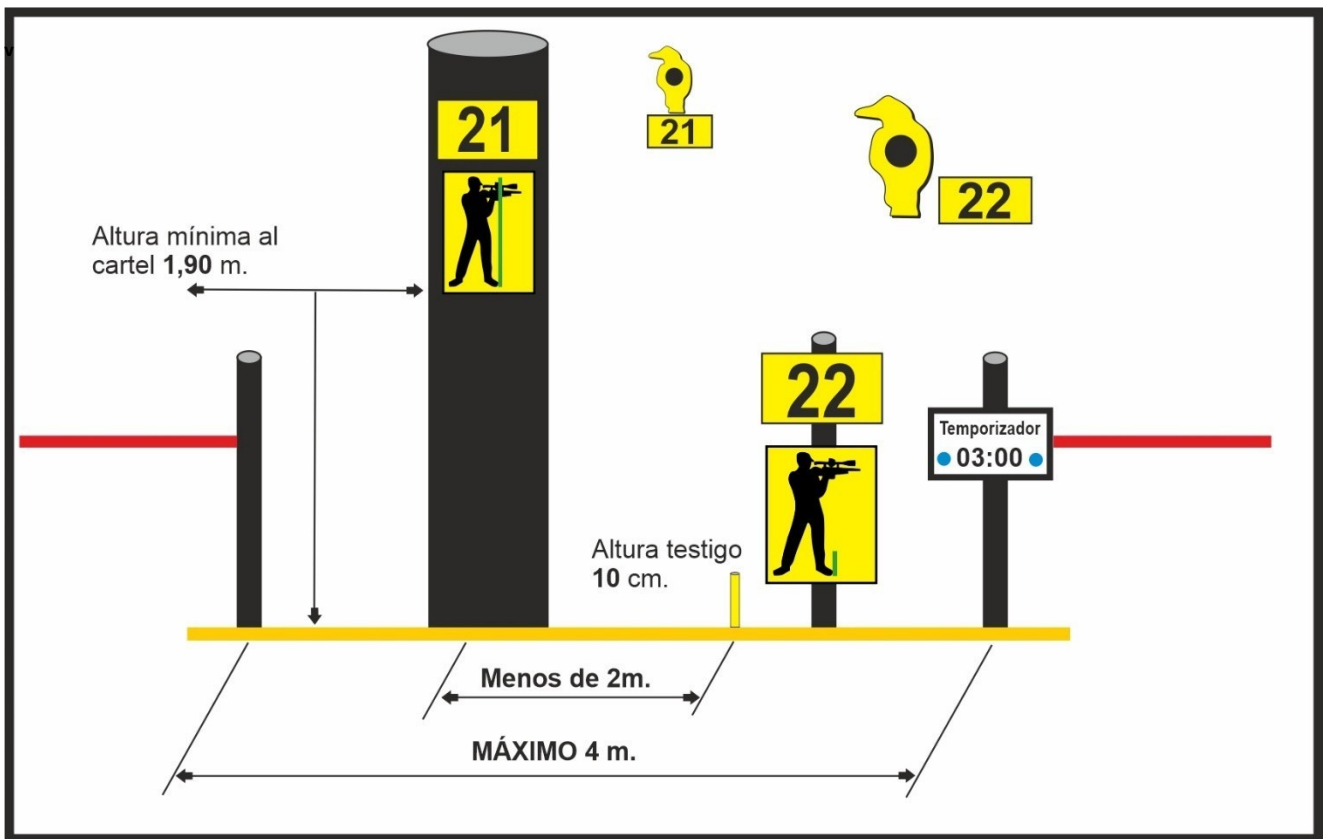 v
21
21
22
Altura mínima al
cartel 1,90 m.
22
Temporizador
03:00
Altura testigo
10 cm.
Menos de 2m.
MÁXIMO 4 m.